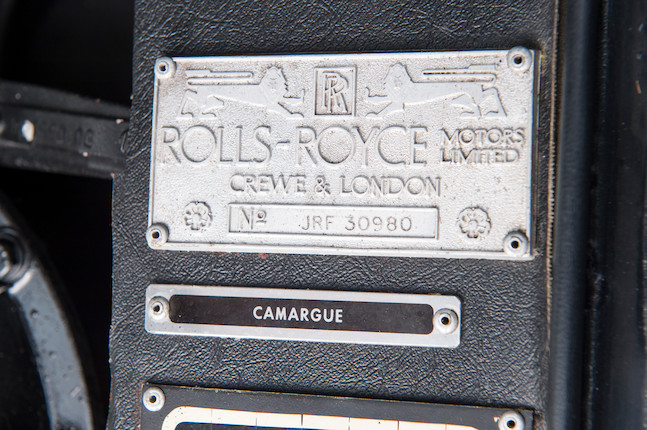 RR
ROLLS-ROYCE MOTORS LIMITED
CREWE & LONDON
No JRF 30980
CAMARGUE